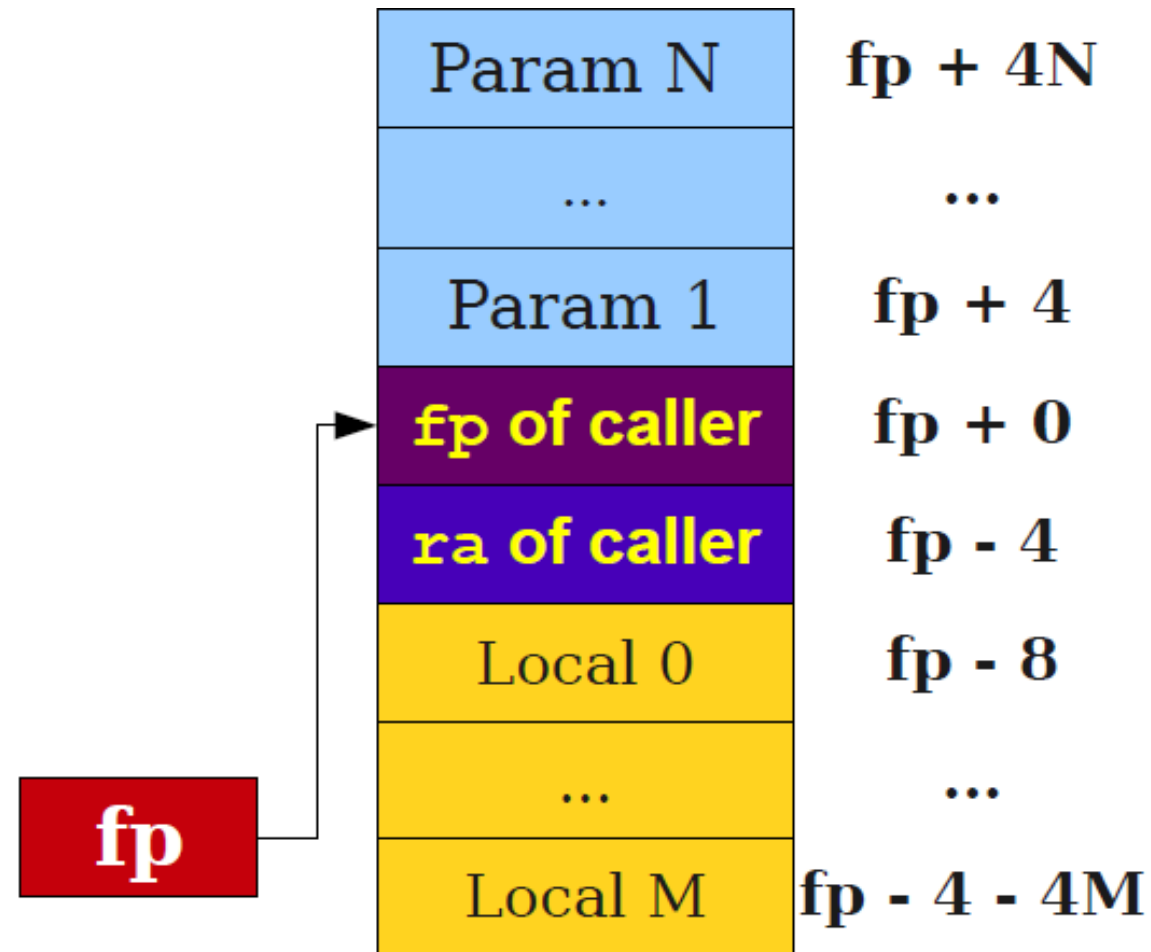 Param N fp + 4N
... ...
Param 1 fp + 4
fp of caller fp + 0
ra of caller fp - 4
Local 0 fp - 8
... ...
fp
Local M fp - 4 - 4M